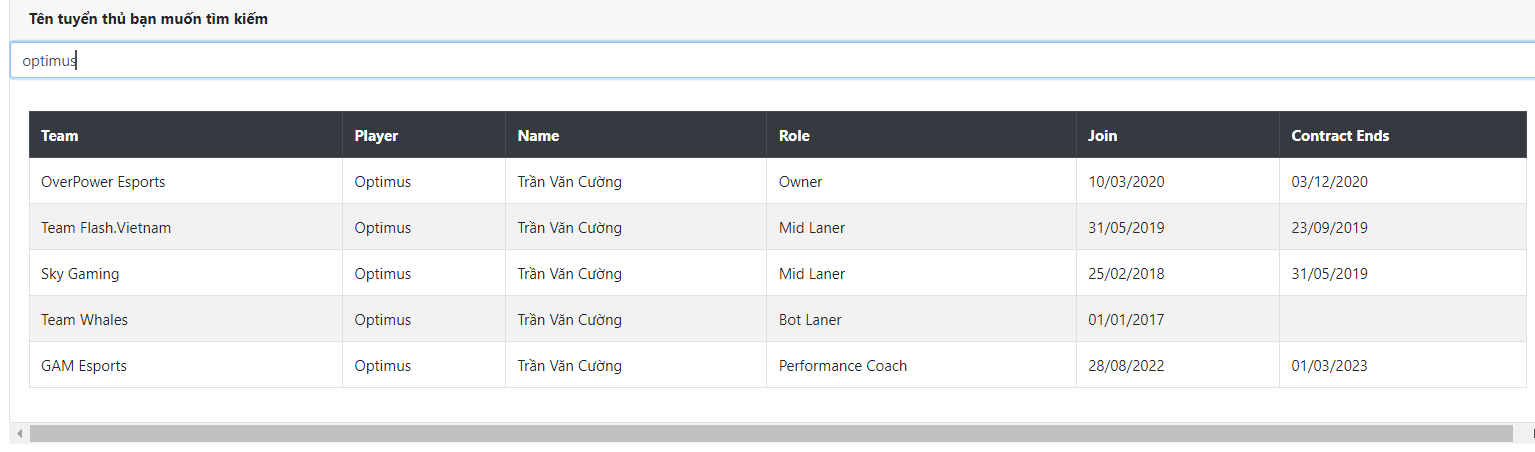 Tên tuyển thủ bạn muốn tìm kiếm
optimus
Team Player Name Role Join Contract Ends
OverPower Esports Optimus Trần Văn Cường Owner 10/03/2020 03/12/2020
Team Flash.Vietnam Optimus Trần Văn Cường Mid Laner 31/05/2019 23/09/2019
Sky Gaming Optimus Trần Văn Cường Mid Laner 25/02/2018 31/05/2019
Team Whales Optimus Trần Văn Cường Bot Laner 01/01/2017
GAM Esports Optimus Trần Văn Cường Performance Coach 28/08/2022 01/03/2023